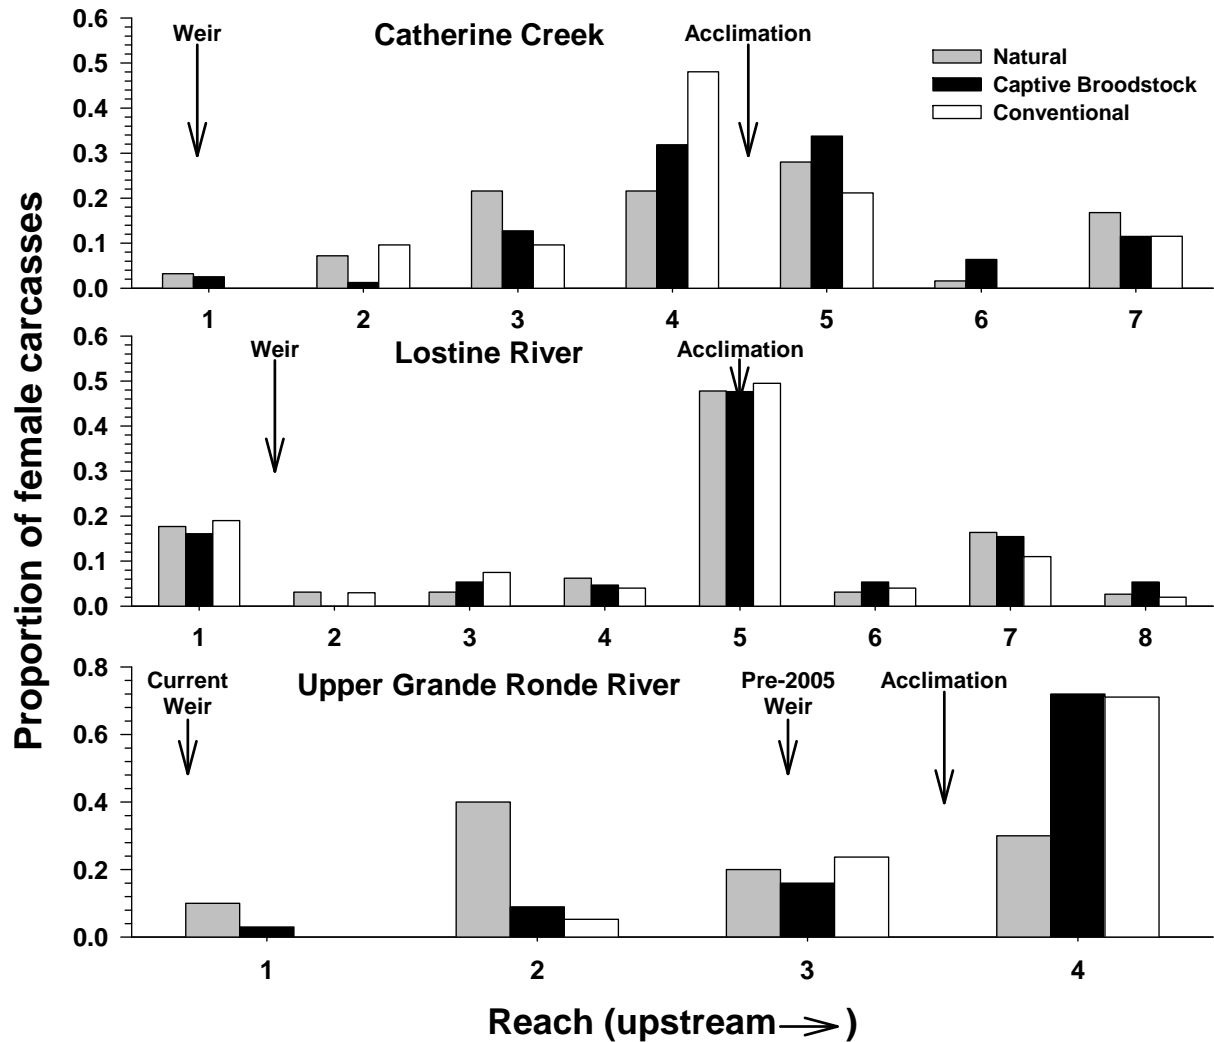 Proportion of female carcasses
0.6
0.5
0.4
0.3
0.2
0.1
0.0
Weir
Catherine Creek
Acclimation
Natural
Captive Broodstock
Conventional
1 2 3 4 5 6 7
0.6
0.5
0.4
0.3
0.2
0.1
0.0
Weir
Lostine River
Acclimation
1 2 3 4 5 6 7 8
0.8
0.6
0.4
0.2
0.0
Current
Weir
Upper Grande Ronde River
Pre-2005
Weir
Acclimation
1 2 3 4
Reach (upstream → )